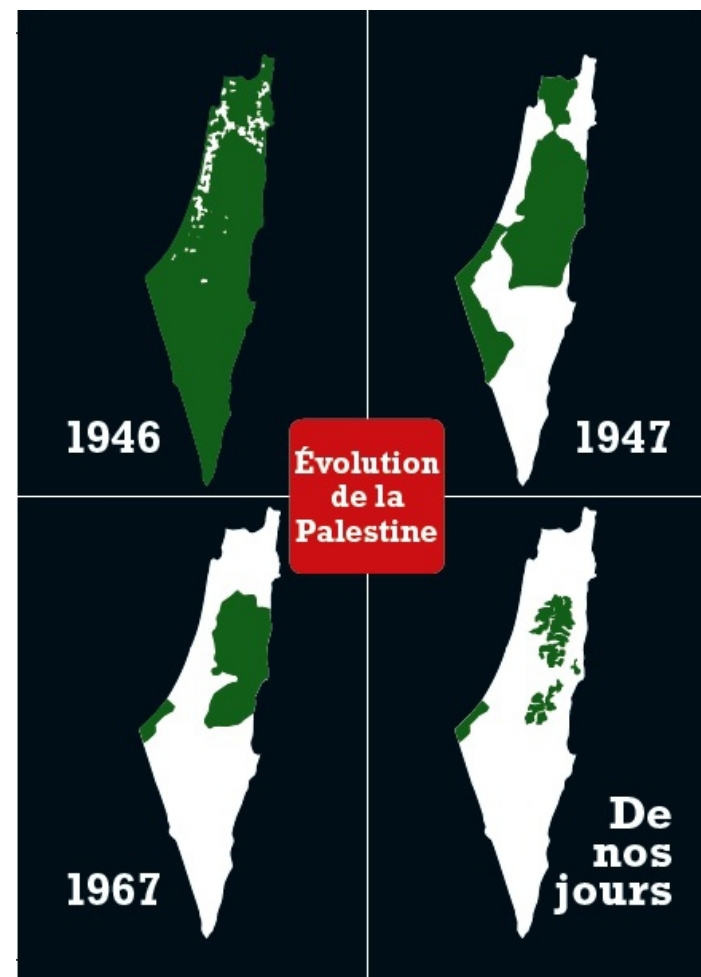 1946
1947
Évolution
de la
Palestine
1967
De
nos
jours